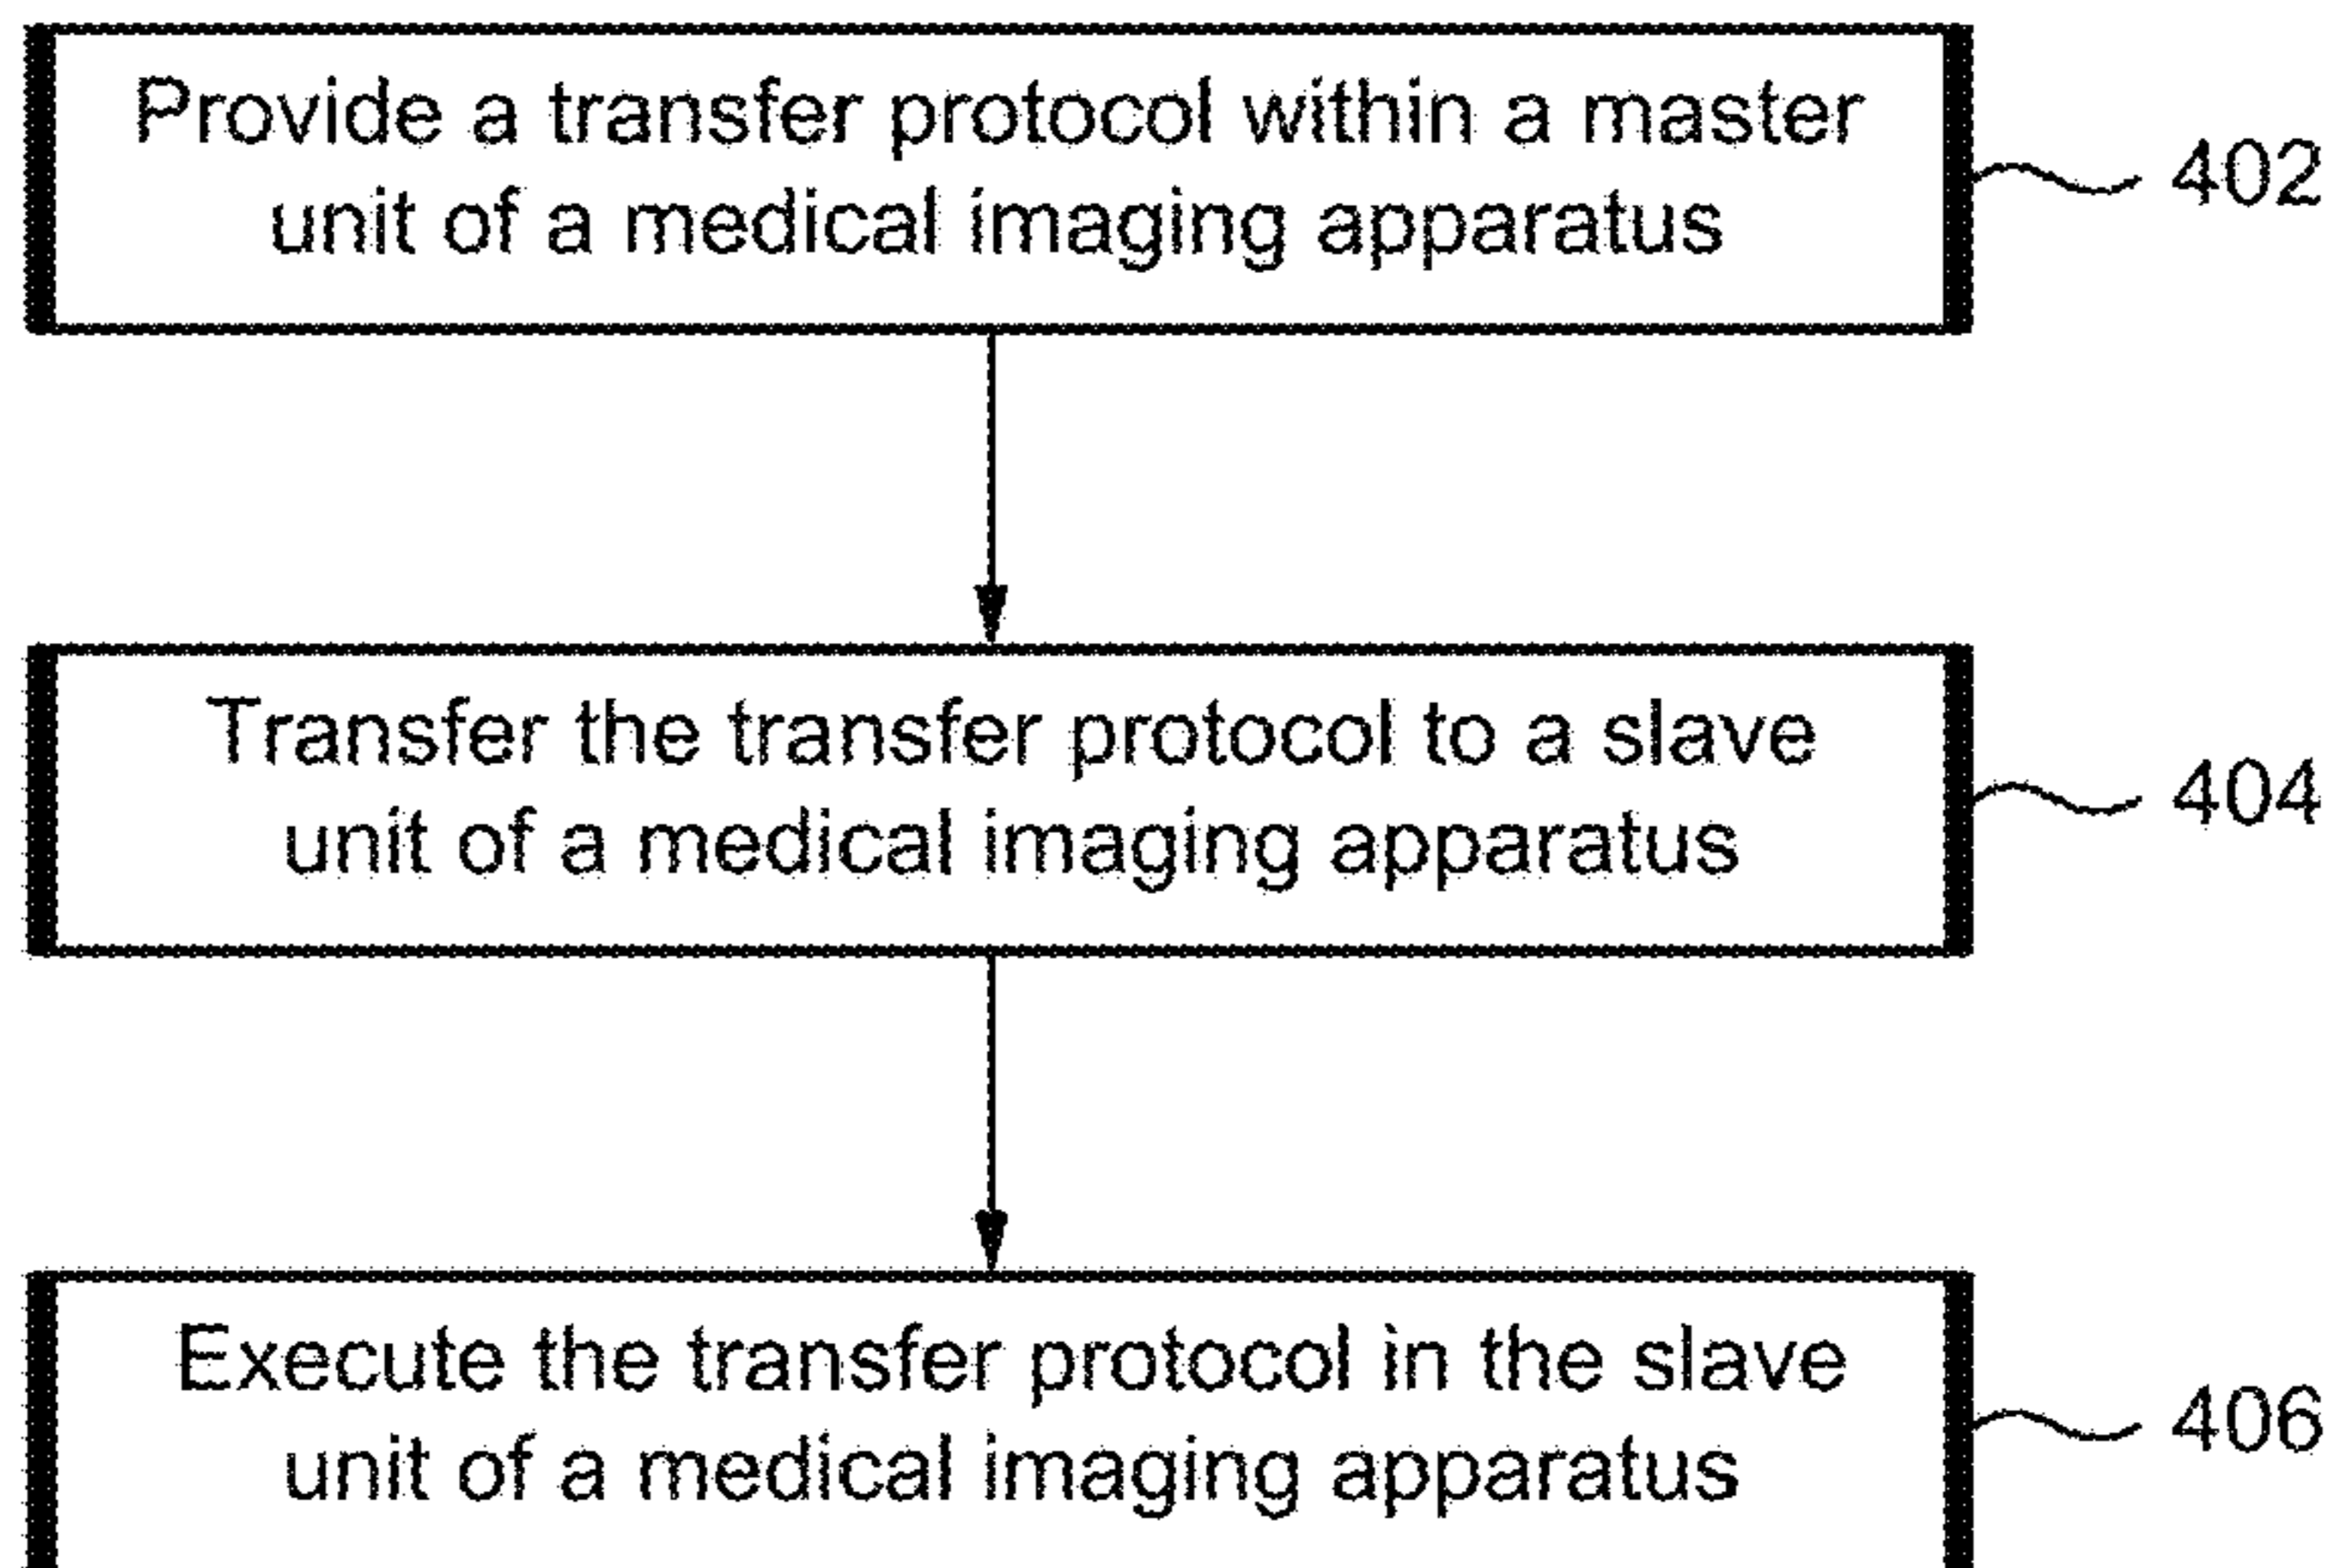 Provide a transfer protocol within a master
unit of a medical imaging apparatus
402
Transfer the transfer protocol to a slave
unit of a medical imaging apparatus
404
Execute the transfer protocol in the slave
unit of a medical imaging apparatus
406